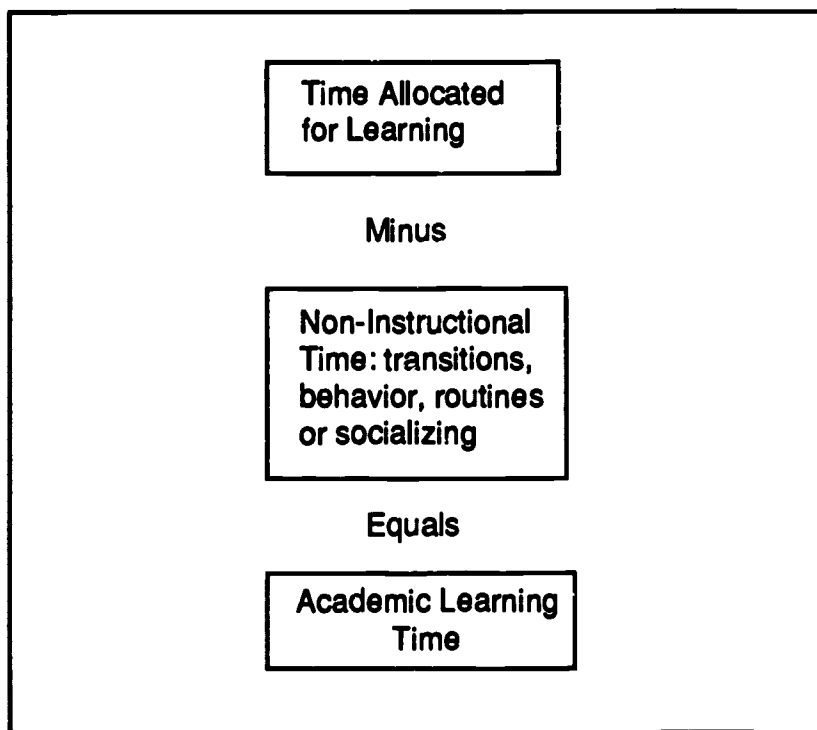 Time Allocated
for Learning
Minus
Non-Instructional
Time: transitions,
behavior, routines
or socializing
Equals
Academic Learning
Time